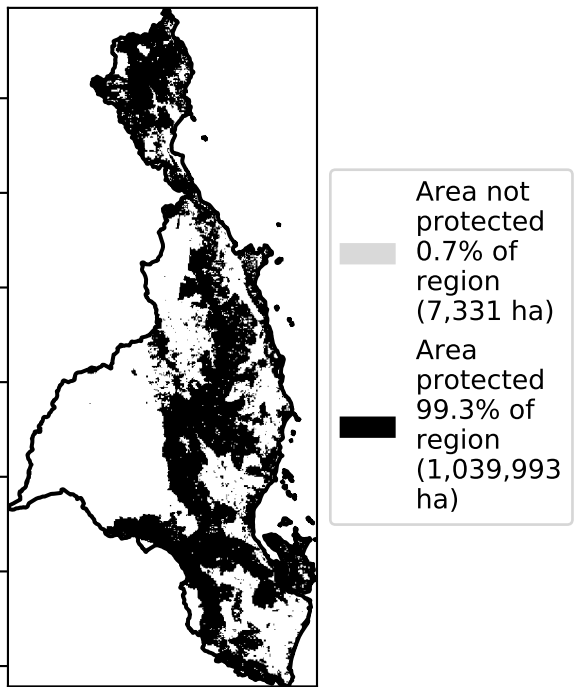 Area not
protected
0.7% of
region
(7,331 ha)
Area
protected
99.3% of
region
(1,039,993
ha)